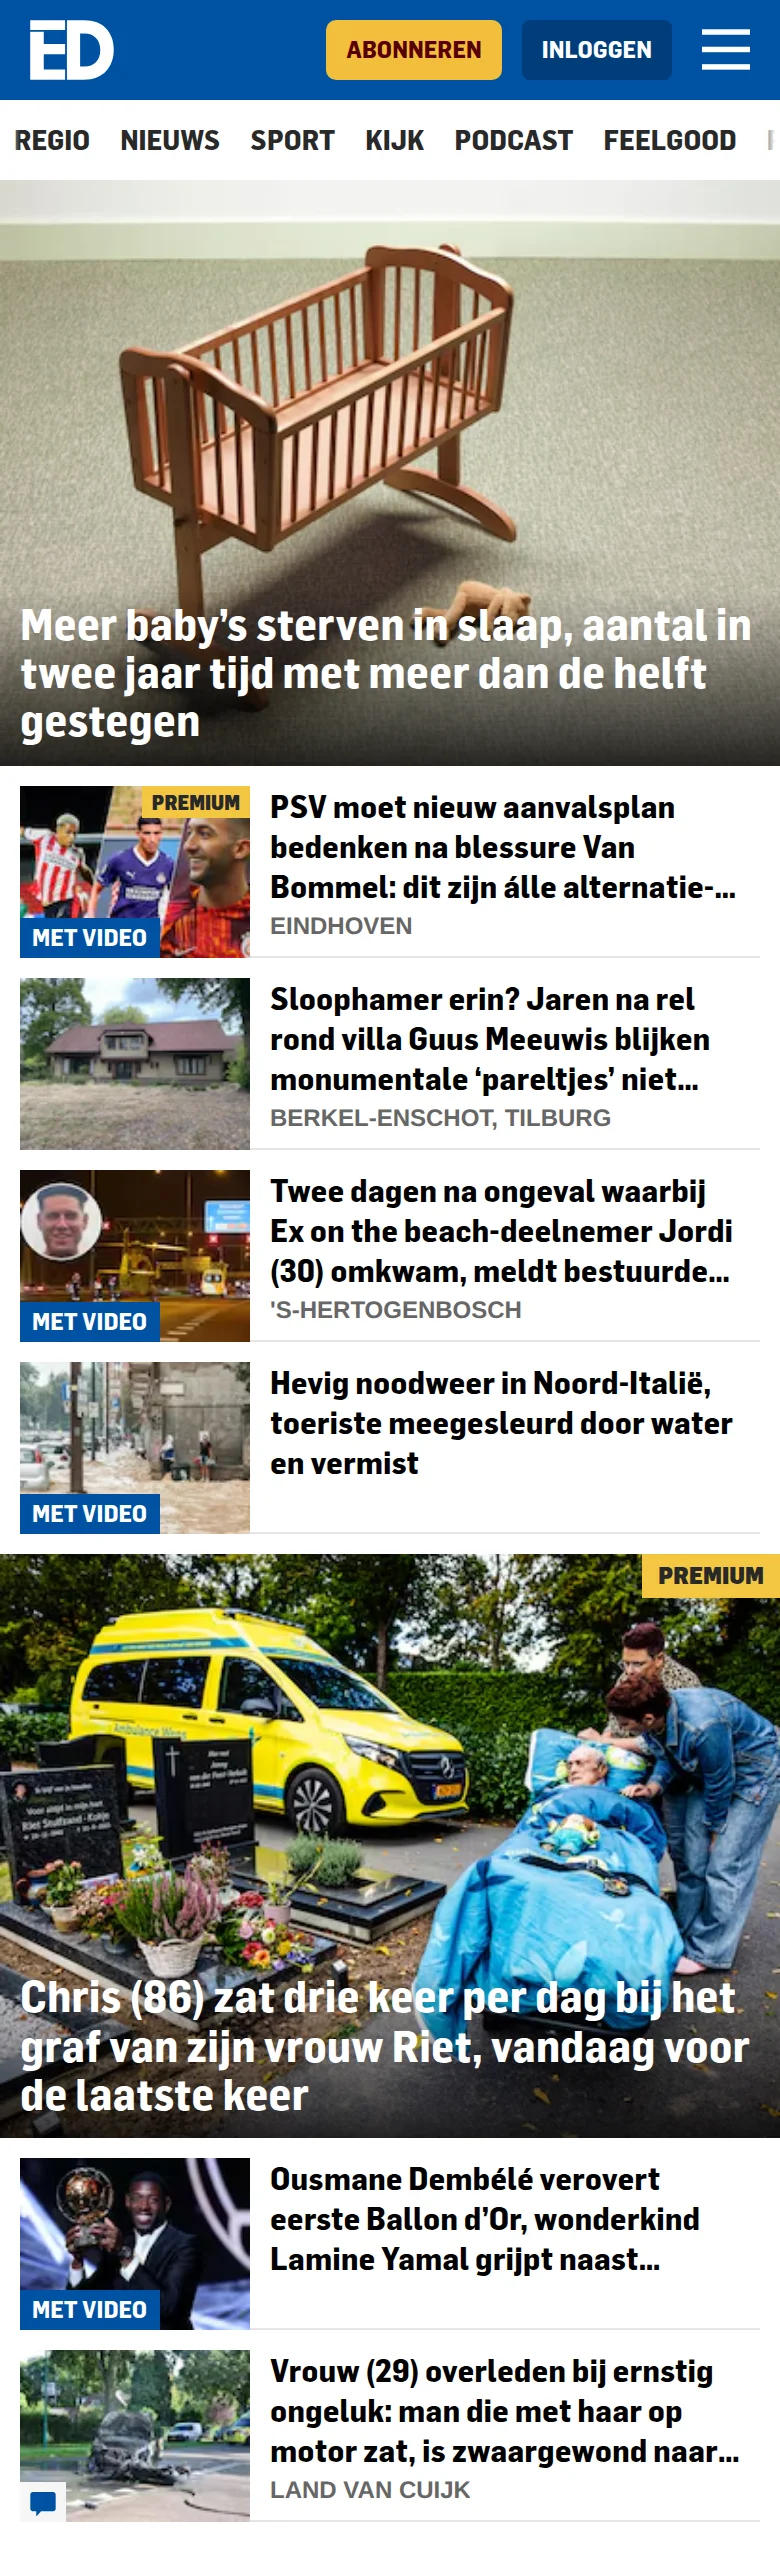 ED
ABONNEREN
INLOGGEN
REGIO NIEUWS SPORT KIJK PODCAST FEELGOOD
Meer baby's sterven in slaap, aantal in
twee jaar tijd met meer dan de helft
gestegen
PREMIUM
MET VIDEO
PSV moet nieuw aanvalsplan
bedenken na blessure Van
Bommel: dit zijn álle alternatie-...
EINDHOVEN
Sloophamer erin? Jaren na rel
rond villa Guus Meeuwis blijken
monumentale ‘pareltjes’ niet...
BERKEL-ENSCHOT, TILBURG
MET VIDEO
Twee dagen na ongeval waarbij
Ex on the beach-deelnemer Jordi
(30) omkwam, meldt bestuurde...
'S-HERTOGENBOSCH
MET VIDEO
Hevig noodweer in Noord-Italië,
toeriste meegesleurd door water
en vermist
PREMIUM
Ambulance Wens
Chris (86) zat drie keer per dag bij het
graf van zijn vrouw Riet, vandaag voor
de laatste keer
MET VIDEO
Ousmane Dembélé verovert
eerste Ballon d’Or, wonderkind
Lamine Yamal grijpt naast...
Vrouw (29) overleden bij ernstig
ongeluk: man die met haar op
motor zat, is zwaargewond naar...
LAND VAN CUIJK